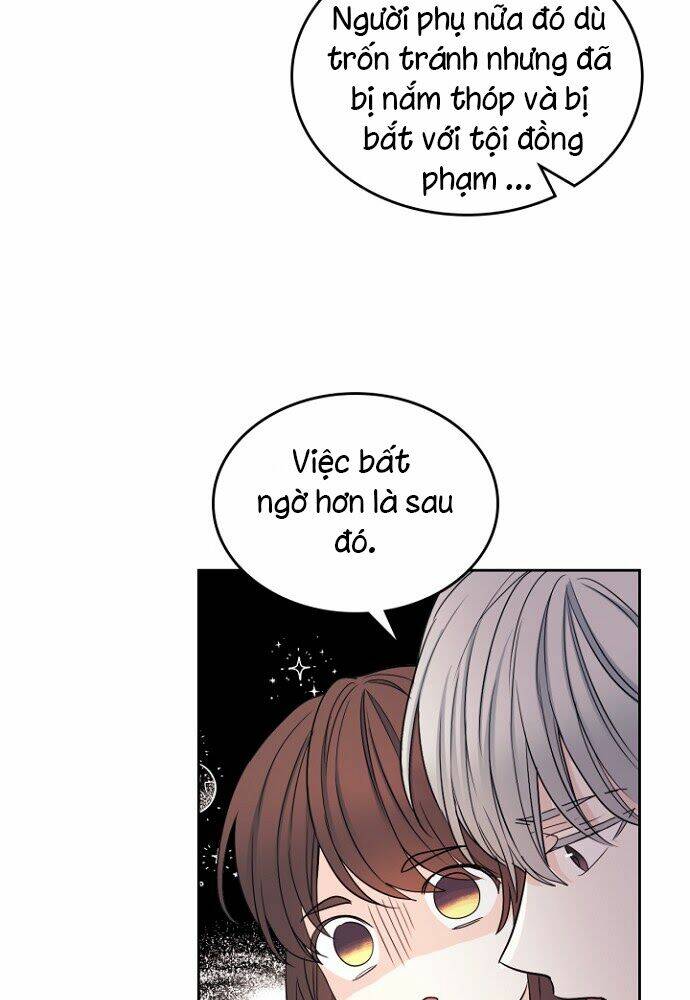 Người phụ nữa đó dù
trốn tránh nhưng đã
bị nắm thóp và bị
bắt với tội đồng
phạm ...
Việc bất
ngờ hơn là sau
đó.